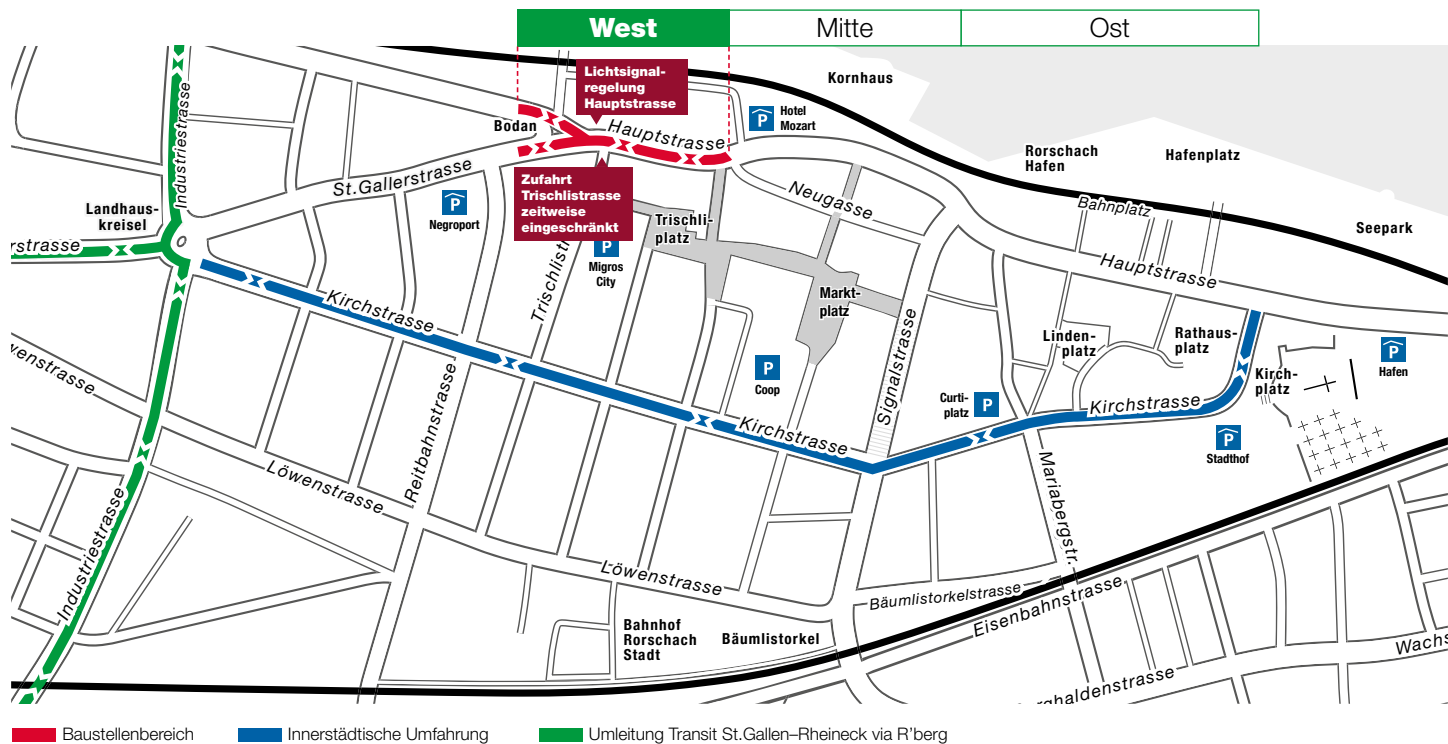 West
Mitte
Ost
Kornhaus
Lichtsignal-
regelung
Hauptstrasse
P
Hotel
Mozart
Bodan
Hauptstrasse
Rorschach
Hafen
Hafenplatz
Industriestrasse
St.Gallerstrasse
Zufahrt
Trischlistrasse
zeitweise
eingeschränkt
Neugasse
Bahnplatz
Landhaus-
kreisel
P
Negroport
Trischli-
platz
Seepark
erstrasse
P
Migros
City
Trischlistr
Hauptstrasse
Kirchstrasse
Markt-
platz
Signalstrasse
Linden-
platz
Rathaus-
platz
P
Hafen
wenstrasse
P
Coop
Kirch-
platz
Curti-
platz
P
Kirchstrasse
Reitbahnstrasse
Kirchstrasse
P
Stadthof
Löwenstrasse
Mariabergstr.
Industriestrasse
Löwenstrasse
Bäumlistorkelstrasse
Eisenbahnstrasse
Bahnhof
Rorschach
Stadt
Bäumlistorkel
Wachs
ghaldenstrasse
Baustellenbereich
Innerstädtische Umfahrung
Umleitung Transit St.Gallen–Rheineck via R’berg